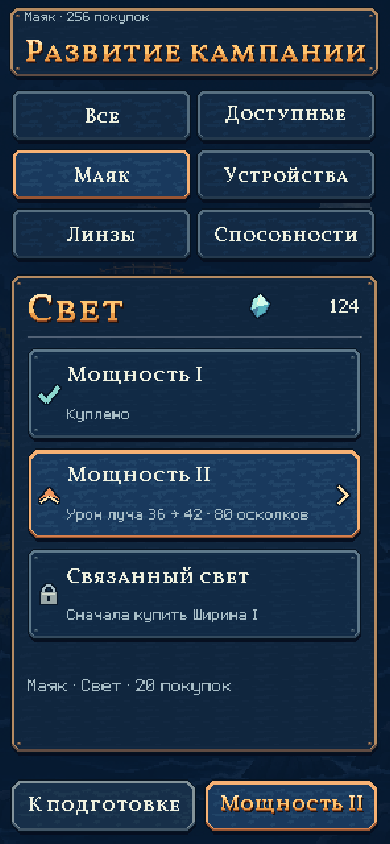 Маяк · 256 покупок
Развитие кампании
Все
Доступные
Маяк
Устройства
Линзы
Способности
Свет
124
Мощность I
Куплено
Мощность II
Урон луча 36 → 42 · 80 осколков
Связанный свет
Сначала купить Ширина I
Маяк · Свет · 20 покупок
К подготовке
Мощность II